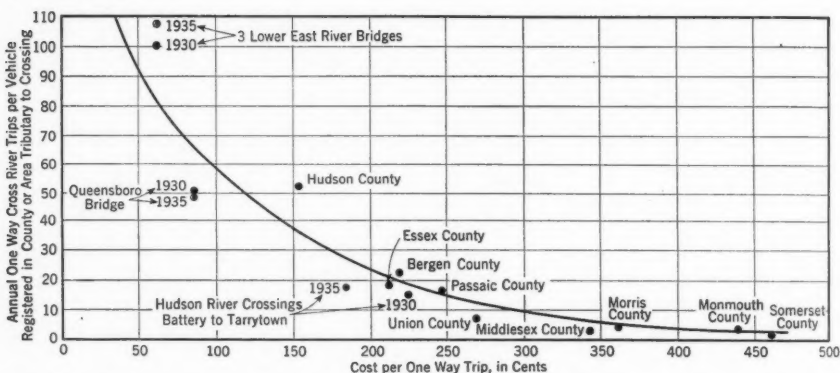 Annual One Way Cross River Trips per Vehicle
Registered in County or Area Tributary to Crossing
110
100
90
80
70
60
50
40
30
20
10
0
1935
1930
3 Lower East River Bridges
Queensboro
Bridge
1930
1935
Hudson County
Essex County
Bergen County
1935
Passaic County
Hudson River Crossings
Battery to Tarrytown
1930
Union County
Middlesex County
Morris
County
Monmouth
County
Somerset
County
0 50 100 150 200 250 300 350 400 450 500
Cost per One Way Trip, in Cents